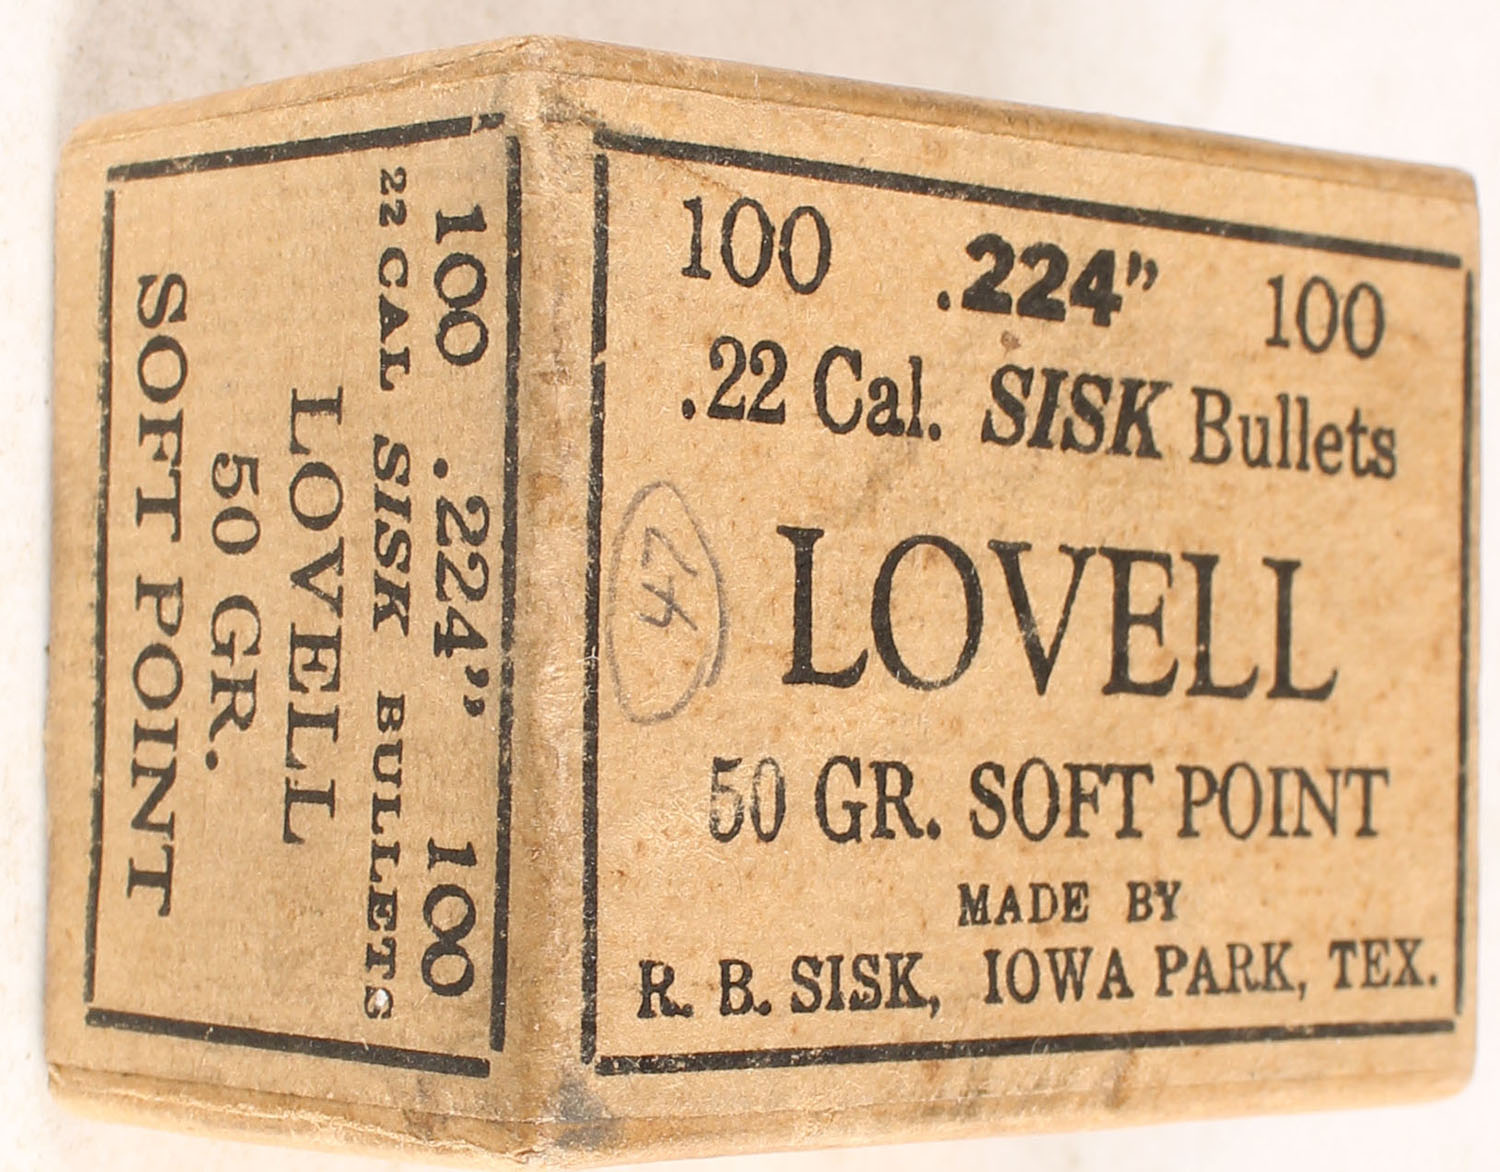 100 .224" 100
.22 Cal. SISK Bullets
LOVELL
50 GR. SOFT POINT
MADE BY
R. B. SISK, IOWA PARK, TEX.
47
100 .224" 100
22 CAL SISK BULLETS
LOVELL
50 GR.
SOFT POINT